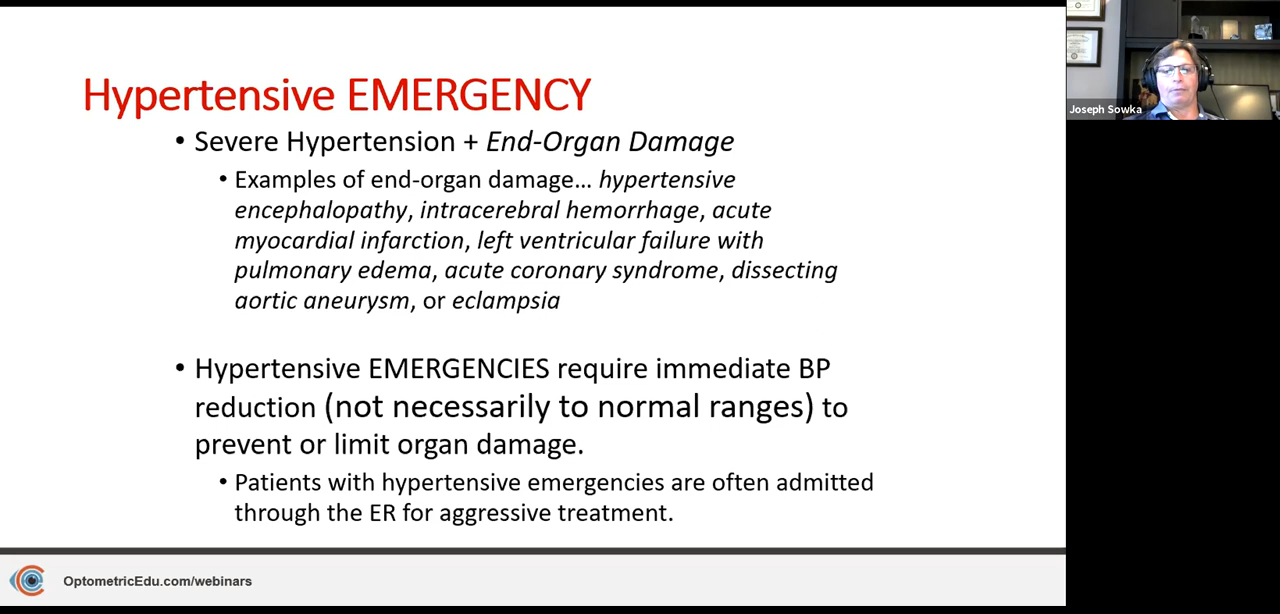 Hypertensive EMERGENCY
• Severe Hypertension + End-Organ Damage
• Examples of end-organ damage... hypertensive
encephalopathy, intracerebral hemorrhage, acute
myocardial infarction, left ventricular failure with
pulmonary edema, acute coronary syndrome, dissecting
aortic aneurysm, or eclampsia
• Hypertensive EMERGENCIES require immediate BP
reduction (not necessarily to normal ranges) to
prevent or limit organ damage.
• Patients with hypertensive emergencies are often admitted
through the ER for aggressive treatment.
OptometricEdu.com/webinars
Joseph Sowka